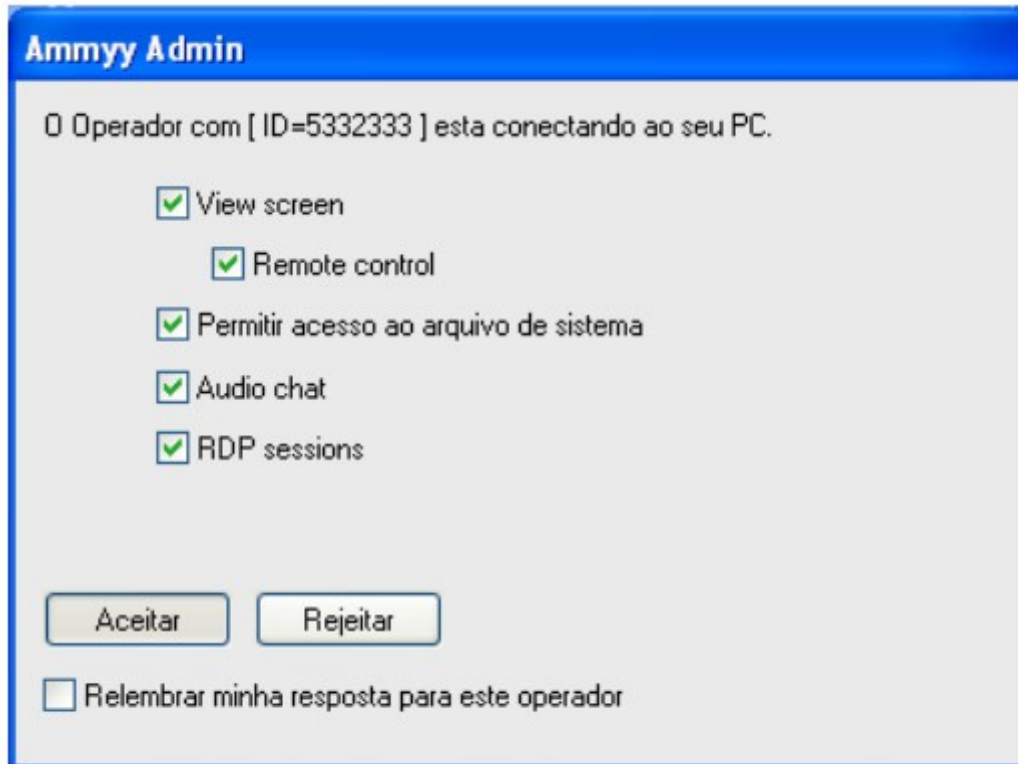 Ammyy Admin
O Operador com [ ID=5332333 ] esta conectando ao seu PC.
View screen
Remote control
Permitir acesso ao arquivo de sistema
Audio chat
RDP sessions
Aceitar Rejeitar
Relembrar minha resposta para este operador